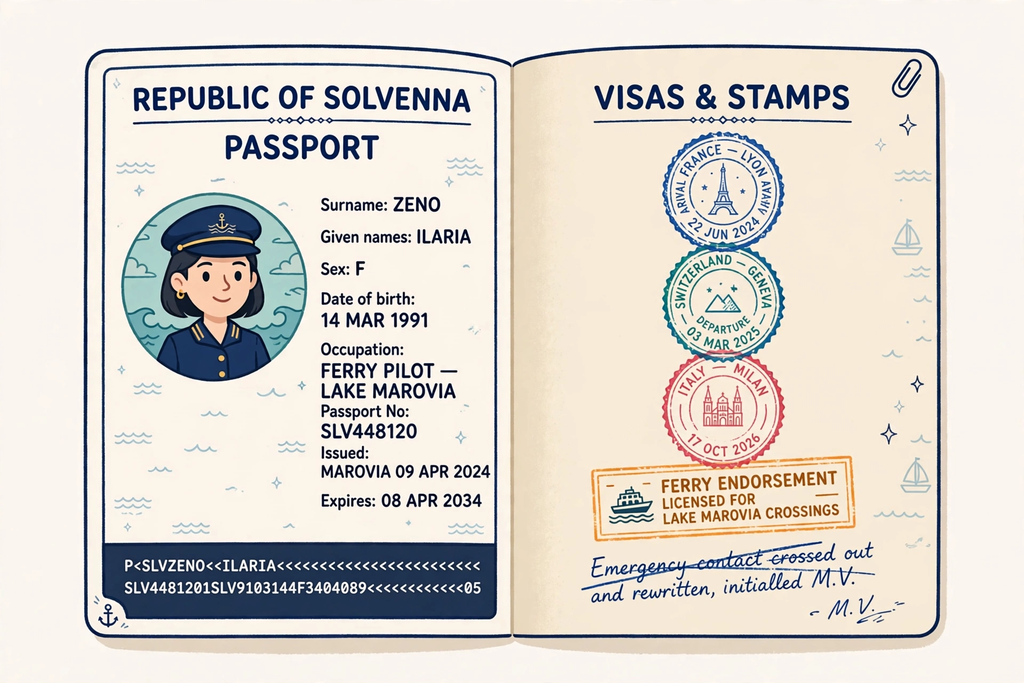 REPUBLIC OF SOLVENNA
PASSPORT
Surname: ZENO
Given names: ILARIA
Sex: F
Date of birth:
14 MAR 1991
Occupation:
FERRY PILOT —
LAKE MAROVIA
Passport No:
SLV448120
Issued:
MAROVIA 09 APR 2024
Expires: 08 APR 2034
P<SLVZENO<<ILARIA<<<<<<<<<<<<<<<<<<<<<<<<<<
SLV4481201SLV9103144F3404089<<<<<<<<<<<<05
VISAS & STAMPS
ARIVAL FRANCE — LYON
22 JUN 2024
SWITZERLAND — GENEVA
DEPARTURE
03 MAR 2025
ITALY — MILAN
17 OCT 2026
FERRY ENDORSEMENT
LICENSED FOR
LAKE MAROVIA CROSSINGS
Emergency contact crossed out
and rewritten, initialled M.V.
- M.V. -